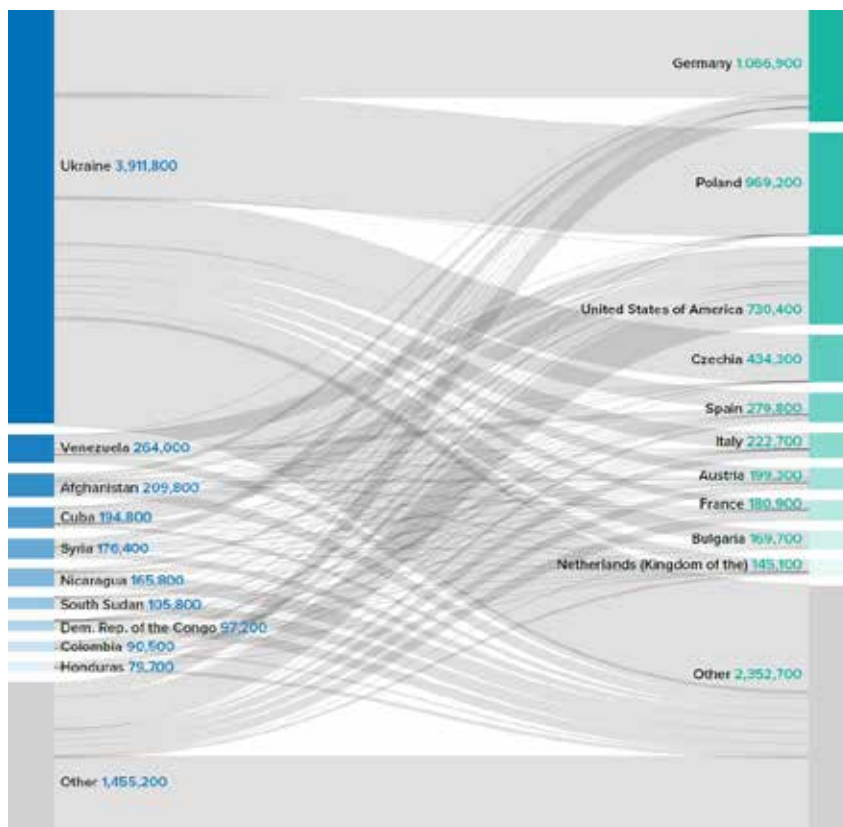 Ukraine 3,911,800
Venezuela 264,000
Afghanistan 209,800
Cuba 194,800
Syria 176,400
Nicaragua 165,800
South Sudan 105,800
Dem. Rep. of the Congo 97,200
Colombia 90,500
Honduras 79,700
Other 1,455,200
Germany 1,066,900
Poland 969,200
United States of America 730,400
Czechia 434,300
Spain 279,800
Italy 222,700
Austria 199,300
France 180,900
Bulgaria 169,700
Netherlands (Kingdom of the) 145,100
Other 2,352,700